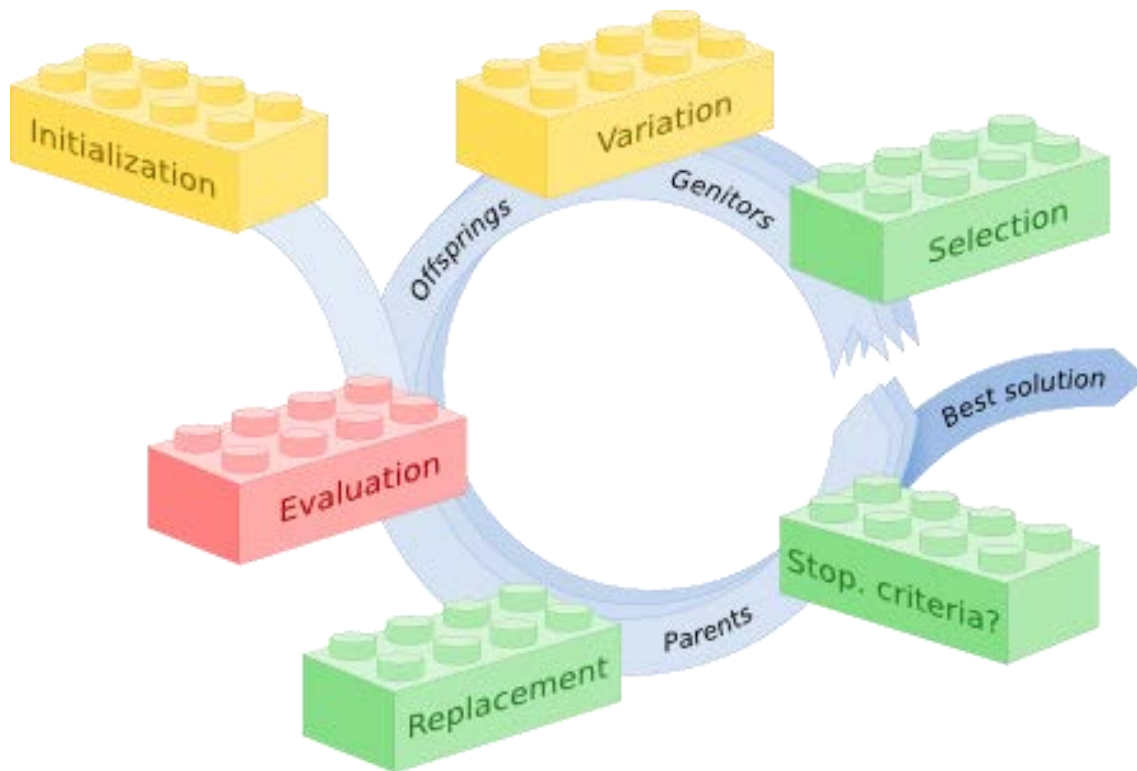 Initialization
Variation
Genitors
Offsprings
Selection
Best solution
Evaluation
Stop. criteria?
Parents
Replacement